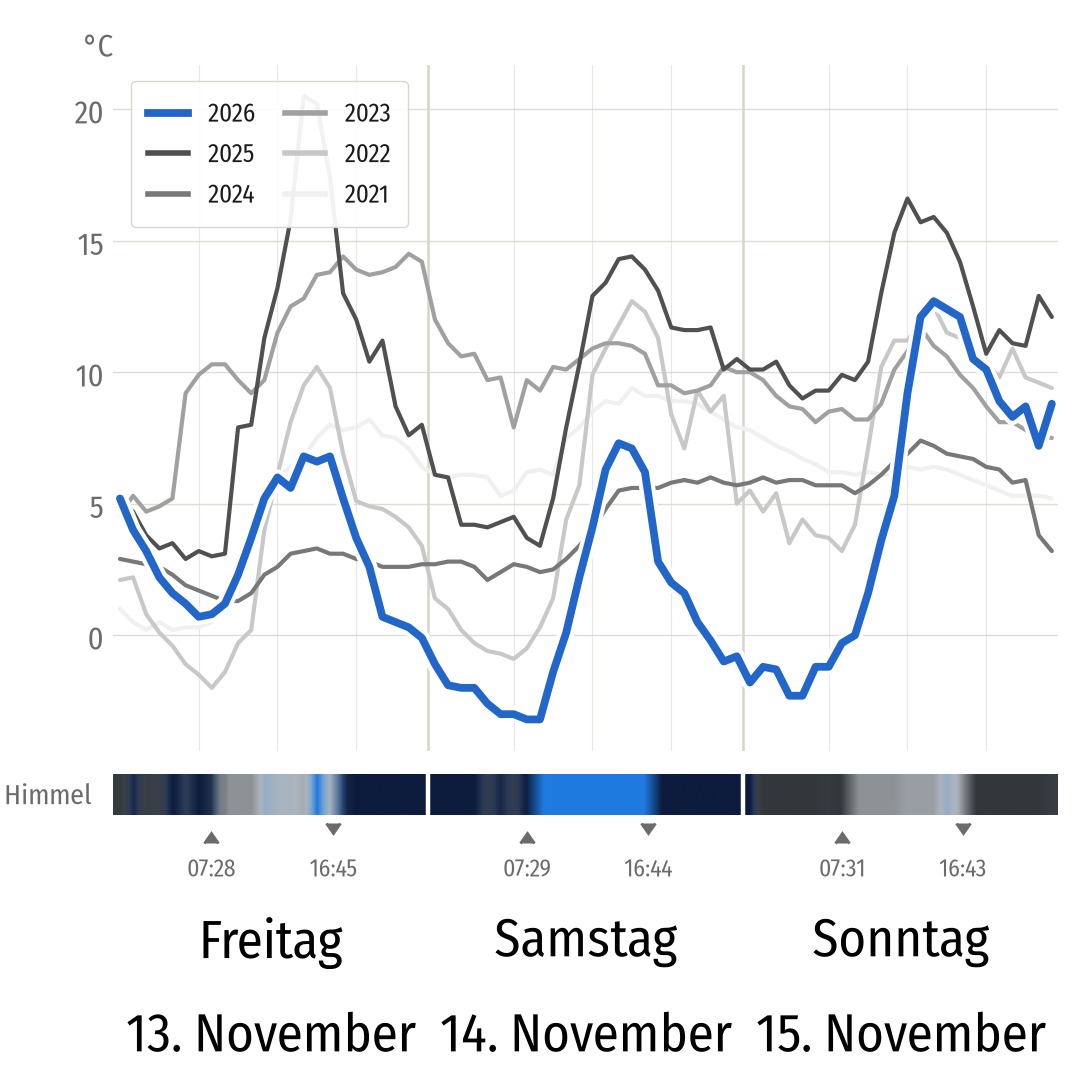 °C
20
15
10
5
0
2026
2025
2024
2023
2022
2021
Himmel
07:28
16:45
07:29
16:44
07:31
16:43
Freitag
Samstag
Sonntag
13. November
14. November
15. November